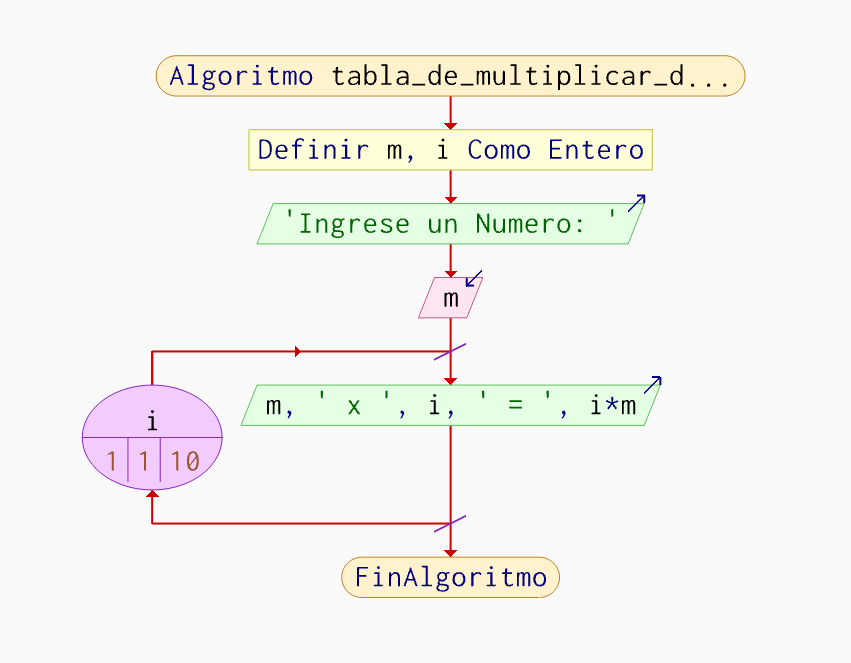 Algoritmo tabla_de_multiplicar_d...
Definir m, i Como Entero
'Ingrese un Numero: '
m
m, ' x ', i, ' = ', i*m
i
1 1 10
FinAlgoritmo